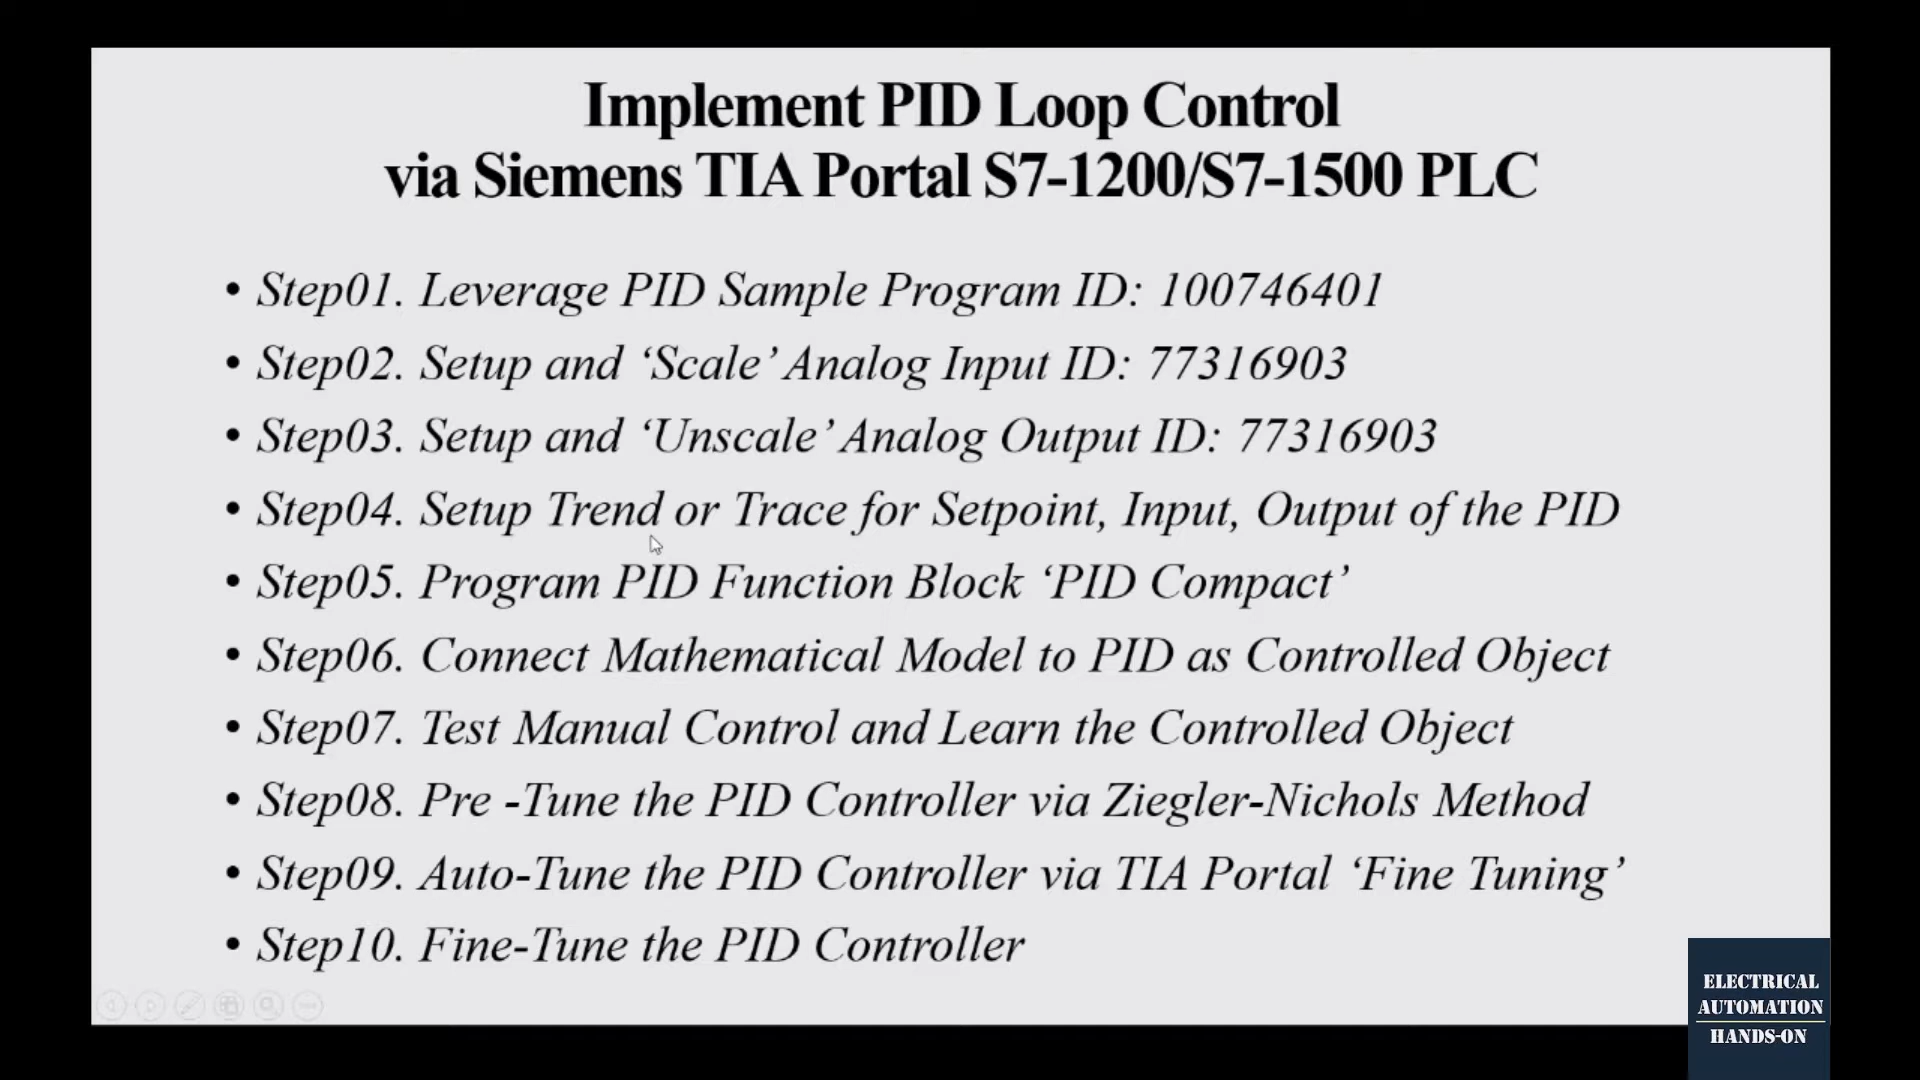 Implement PID Loop Control
via Siemens TIA Portal S7-1200/S7-1500 PLC
• Step01. Leverage PID Sample Program ID: 100746401
• Step02. Setup and ‘Scale’ Analog Input ID: 77316903
• Step03. Setup and ‘Unscale’ Analog Output ID: 77316903
• Step04. Setup Trend or Trace for Setpoint, Input, Output of the PID
• Step05. Program PID Function Block ‘PID Compact’
• Step06. Connect Mathematical Model to PID as Controlled Object
• Step07. Test Manual Control and Learn the Controlled Object
• Step08. Pre -Tune the PID Controller via Ziegler-Nichols Method
• Step09. Auto-Tune the PID Controller via TIA Portal ‘Fine Tuning’
• Step10. Fine-Tune the PID Controller
ELECTRICAL
AUTOMATION
HANDS-ON